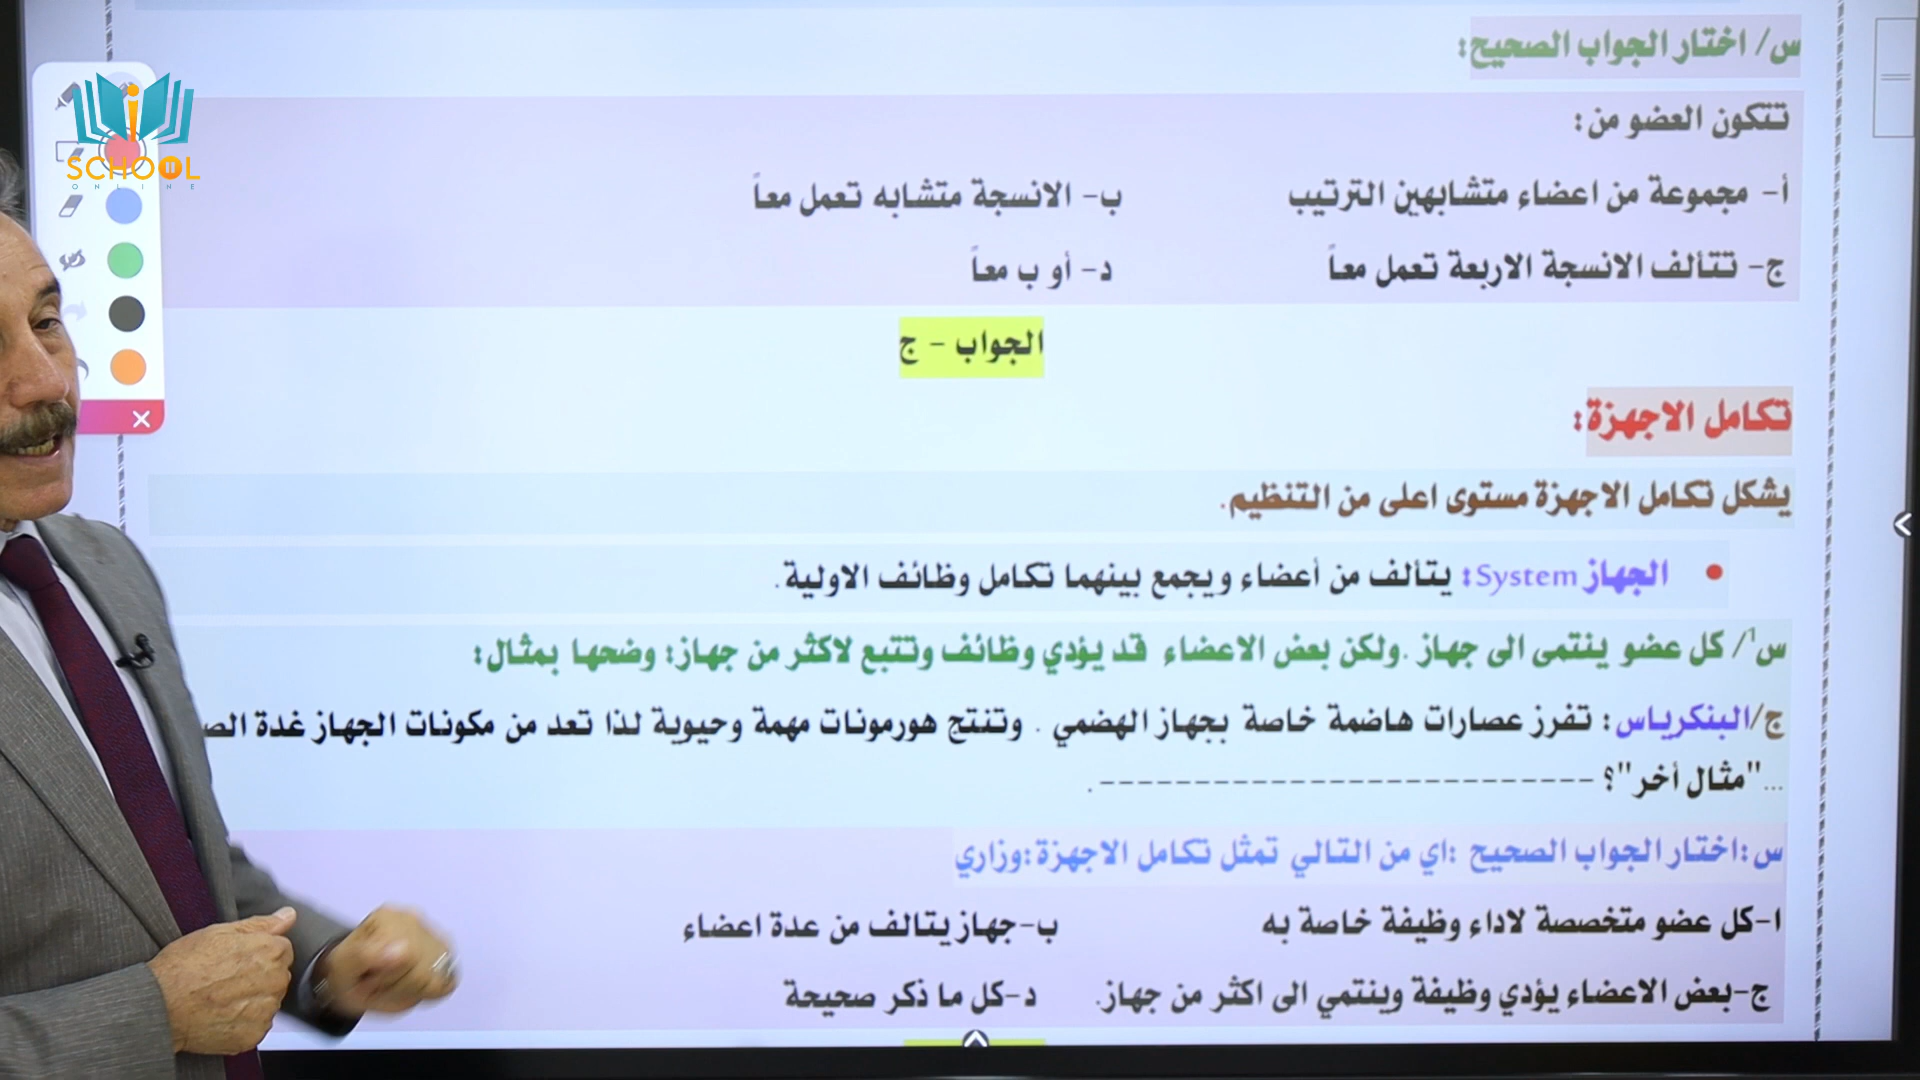 س/ اختار الجواب الصحيح:
تتكون العضو من:
أ- مجموعة من اعضاء متشابهين الترتيب ب- الانسجة متشابه تعمل معاً
ج- تتألف الانسجة الاربعة تعمل معاً د- أو ب معاً
الجواب - ج
تكامل الاجهزة:
يشكل تكامل الاجهزة مستوى اعلى من التنظيم.
• الجهاز System: يتألف من أعضاء ويجمع بينهما تكامل وظائف الاولية.
س١/ كل عضو ينتمى الى جهاز .ولكن بعض الاعضاء قد يؤدي وظائف وتتبع لاكثر من جهاز: وضحها بمثال:
ج/البنكرياس: تفرز عصارات هاضمة خاصة بجهاز الهضمي . وتنتج هورمونات مهمة وحيوية لذا تعد من مكونات الجهاز غدة
..."مثال أخر"؟ -------------------------- .
س:اختار الجواب الصحيح :اي من التالي تمثل تكامل الاجهزة:وزاري
ا-كل عضو متخصصة لاداء وظيفة خاصة به ب-جهاز يتالف من عدة اعضاء
ج-بعض الاعضاء يؤدي وظيفة وينتمي الى اكثر من جهاز. د-كل ما ذكر صحيحة
SCHOOL
ONLINE